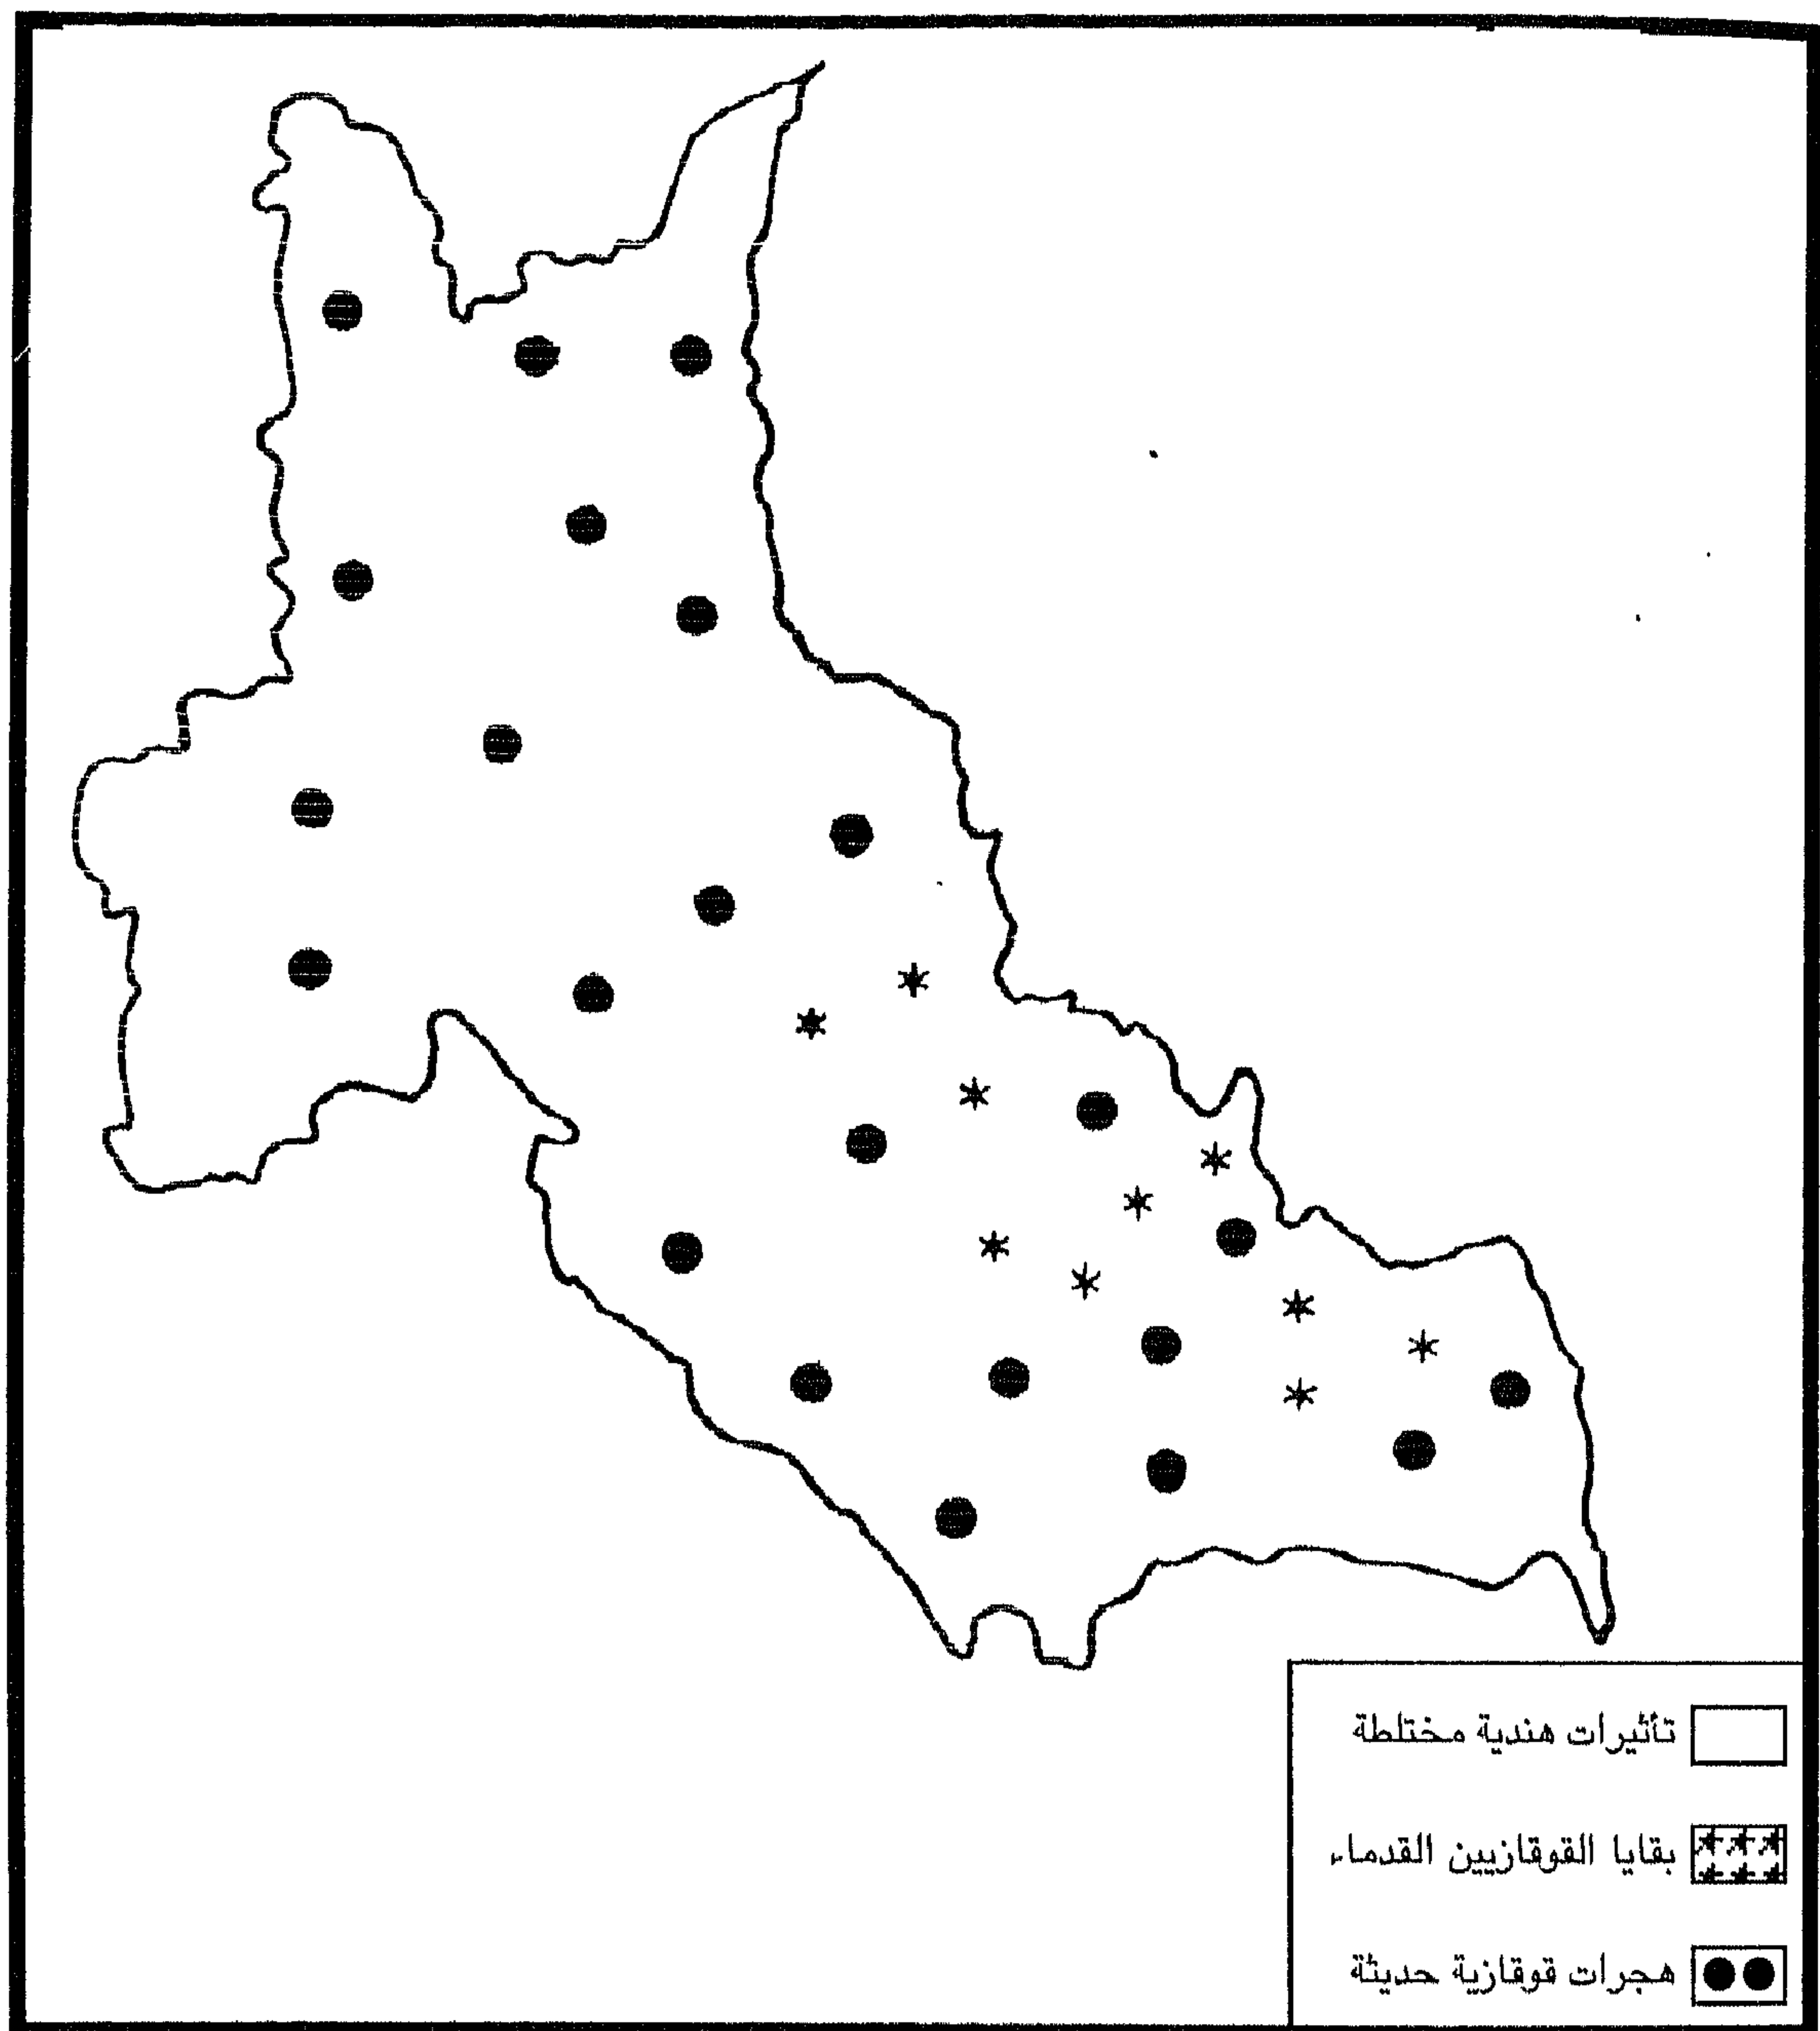 تأثيرات هندية مختلطة
بقايا القوقازيين القدماء
هجرات قوقازية حديثة